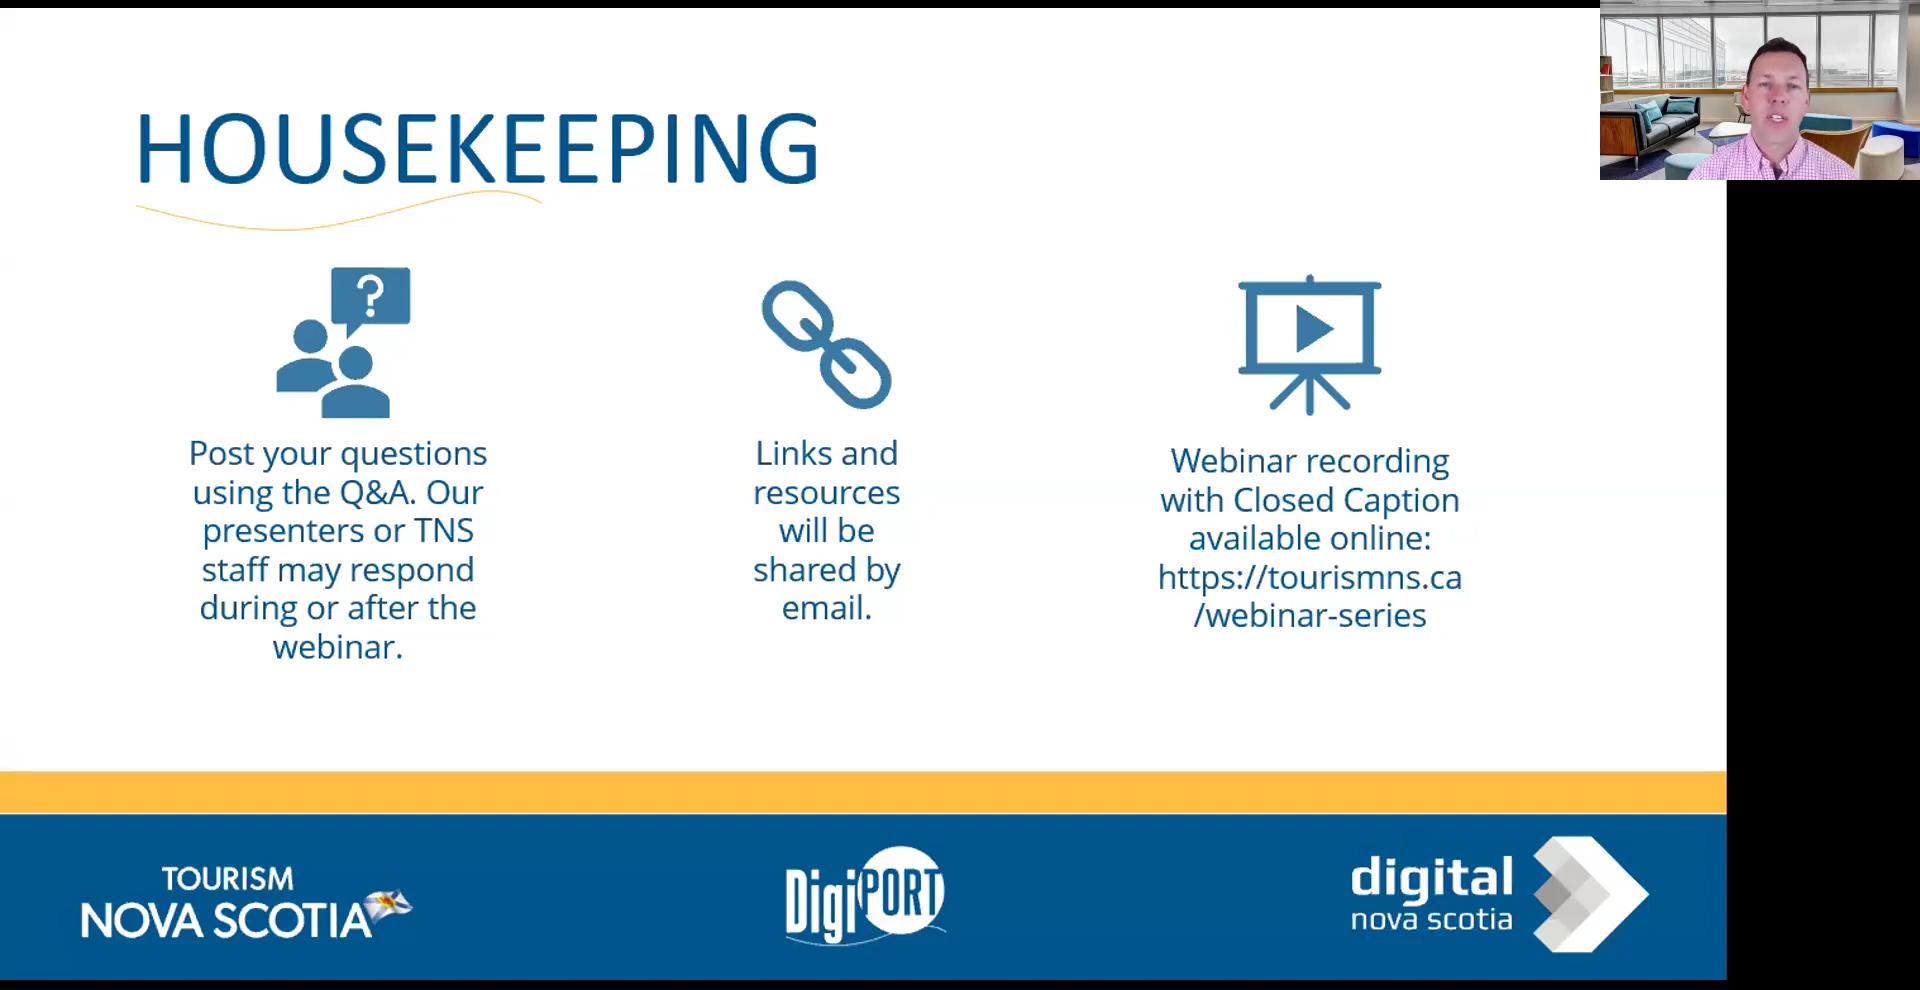 HOUSEKEEPING
?
Post your questions
using the Q&A. Our
presenters or TNS
staff may respond
during or after the
webinar.
Links and
resources
will be
shared by
email.
Webinar recording
with Closed Caption
available online:
https://tourismns.ca
/webinar-series
TOURISM
NOVA SCOTIA
DigiPORT
digital
nova scotia